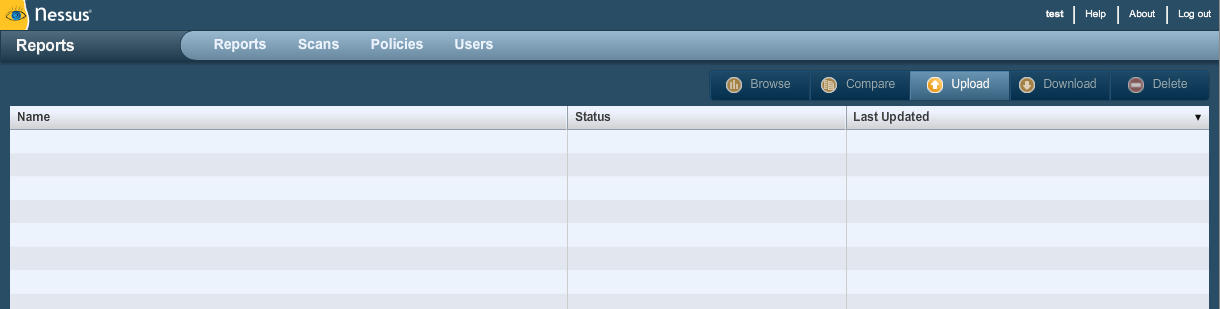 Nessus® test Help About Log out
Reports Reports Scans Policies Users
Browse Compare Upload Download Delete
Name Status Last Updated